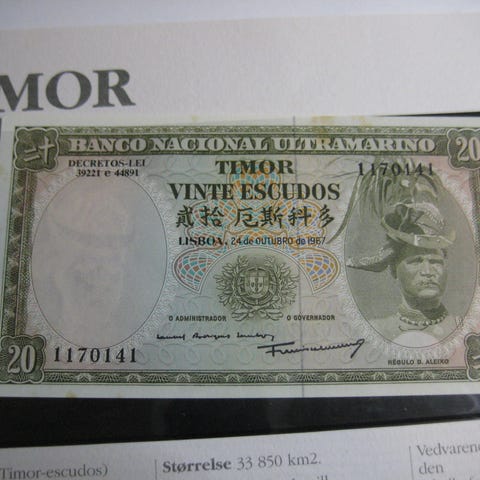 MOR
BANCO NACIONAL ULTRAMARINO
二十
20
DECRETOS-LEI
39221 e 44891
TIMOR
1170141
VINTE ESCUDOS
貳拾厄斯科多
LISBOA, 24 de OUTUBRO de 1967
O ADMINISTRADOR
O GOVERNADOR
20
1170141
RÉGULO D. ALEIXO
Timor-escudos)
Størrelse 33 850 km2.
Vedvaren
den